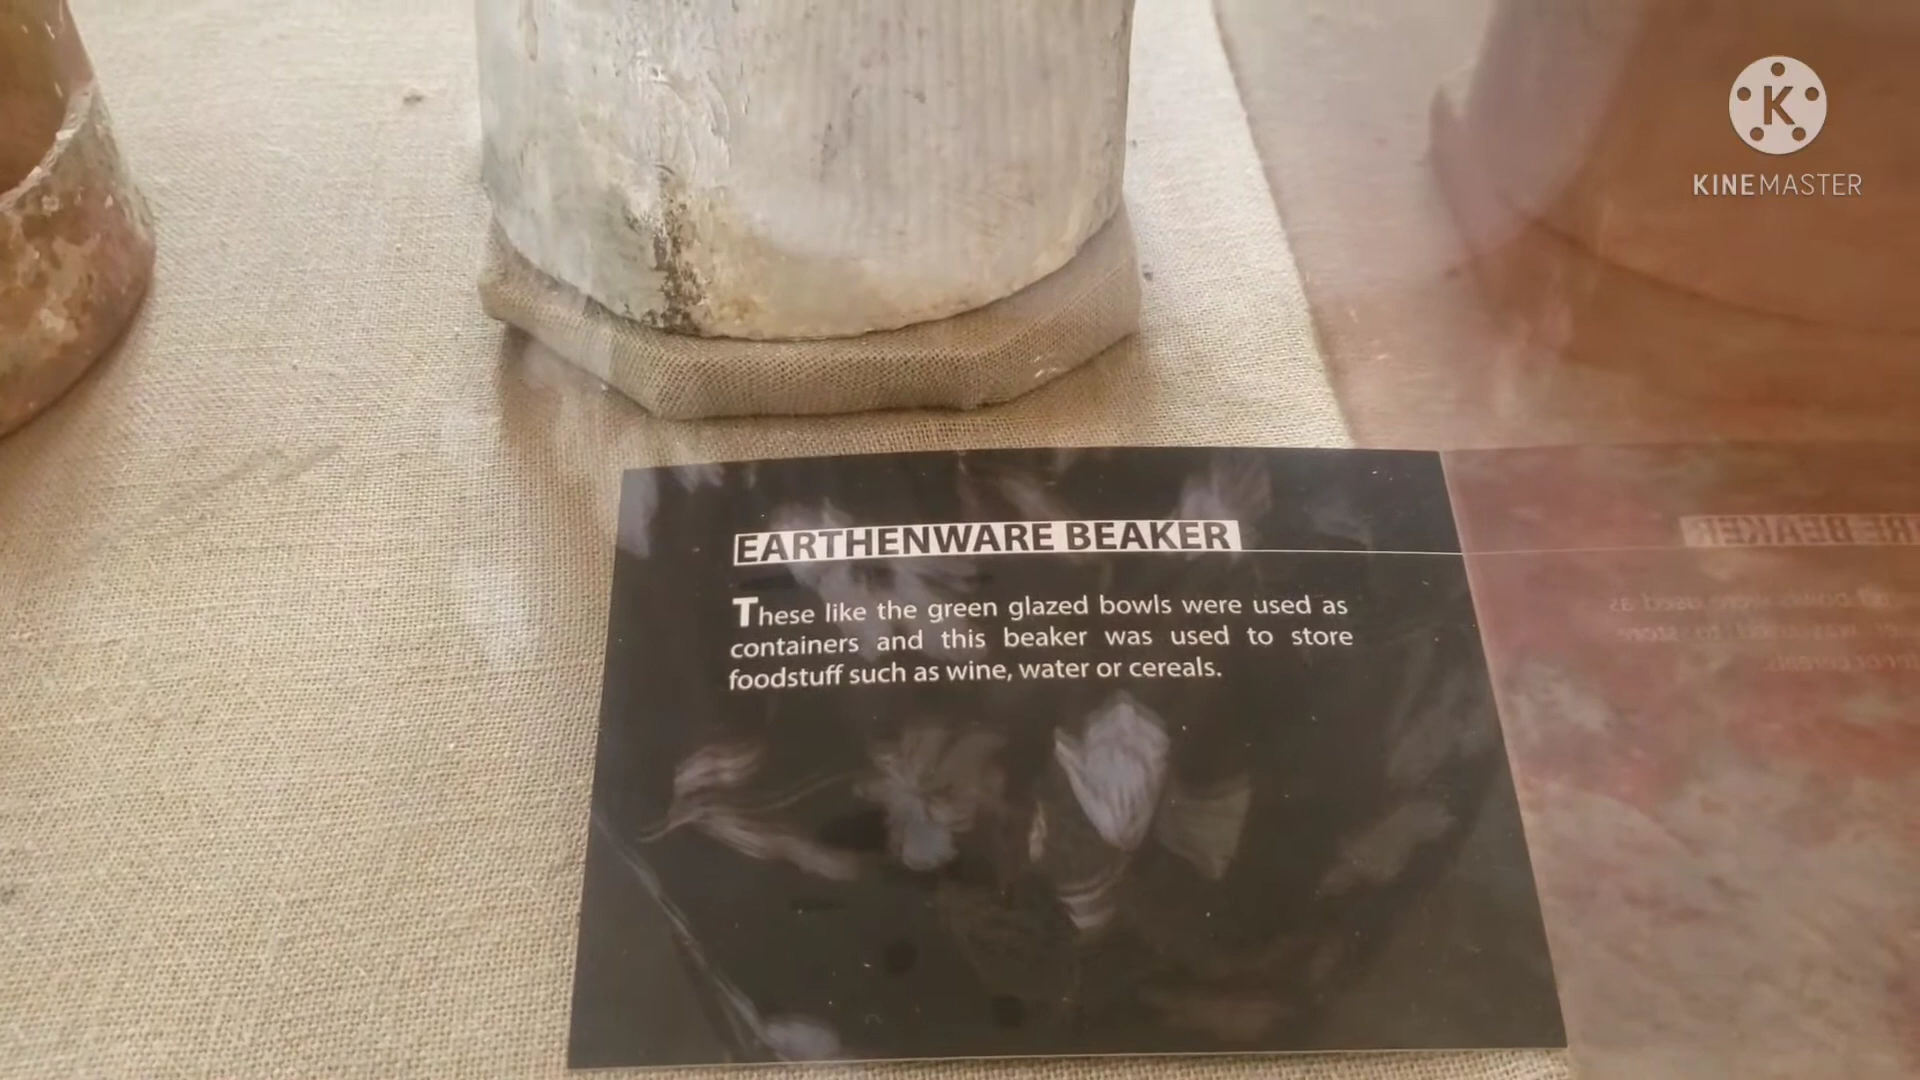 K
KINEMASTER
EARTHENWARE BEAKER
These like the green glazed bowls were used as
containers and this beaker was used to store
foodstuff such as wine, water or cereals.